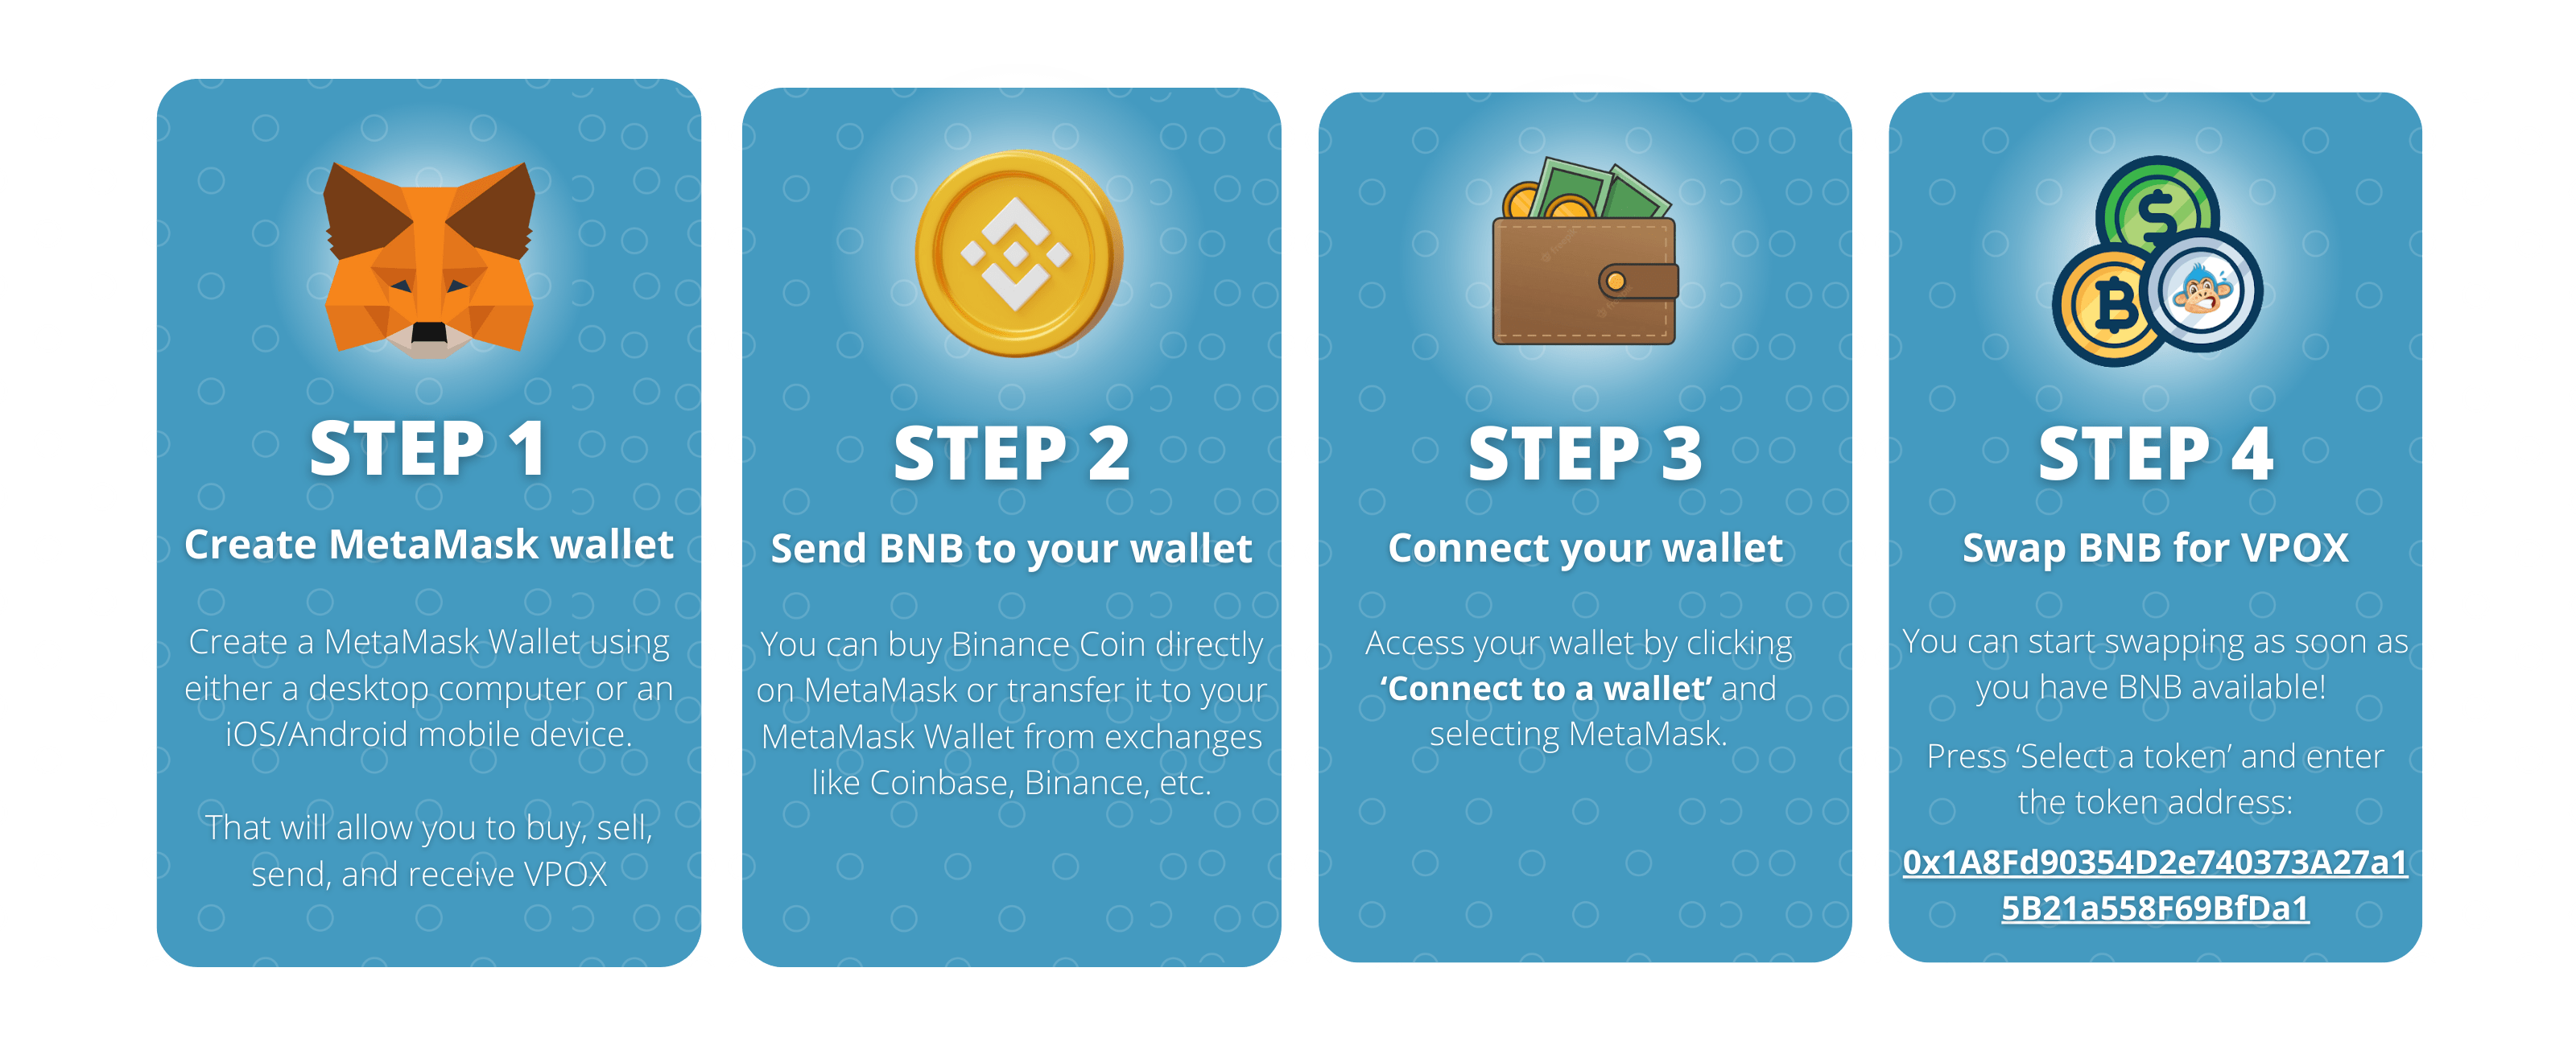 STEP 1
Create MetaMask wallet
Create a MetaMask Wallet using
either a desktop computer or an
iOS/Android mobile device.
That will allow you to buy, sell,
send, and receive VPOX
STEP 2
Send BNB to your wallet
You can buy Binance Coin directly
on MetaMask or transfer it to your
MetaMask Wallet from exchanges
like Coinbase, Binance, etc.
STEP 3
Connect your wallet
Access your wallet by clicking
‘Connect to a wallet’ and
selecting MetaMask.
STEP 4
Swap BNB for VPOX
You can start swapping as soon as
you have BNB available!
Press ‘Select a token’ and enter
the token address:
0x1A8Fd90354D2e740373A27a1
5B21a558F69BfDa1